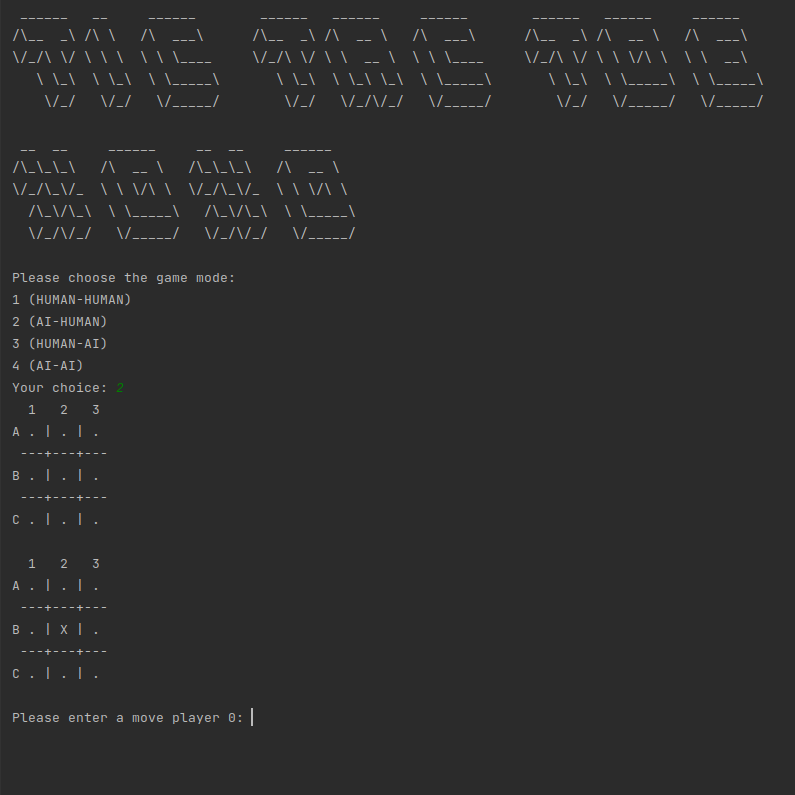 ______   __     ______        ______   ______     ______        ______   ______     ______
/\__  _\ /\ \   /\  ___\      /\__  _\ /\  __ \   /\  ___\      /\__  _\ /\  __ \   /\  ___\
\/_/\ \/ \ \ \  \ \ \____     \/_/\ \/ \ \  __ \  \ \ \____     \/_/\ \/ \ \ \/\ \  \ \  __\
   \ \_\  \ \_\  \ \_____\       \ \_\  \ \_\ \_\  \ \_____\       \ \_\  \ \_____\  \ \_____\
    \/_/   \/_/   \/_____/        \/_/   \/_/\/_/   \/_____/        \/_/   \/_____/   \/_____/

 __  __     ______     __  __     ______
/\_\_\_\   /\  __ \   /\_\_\_\   /\  __ \
\/_/\_\/_  \ \ \/\ \  \/_/\_\/_  \ \ \/\ \
  /\_\/\_\  \ \_____\   /\_\/\_\  \ \_____\
  \/_/\/_/   \/_____/   \/_/\/_/   \/_____/

Please choose the game mode:
1 (HUMAN-HUMAN)
2 (AI-HUMAN)
3 (HUMAN-AI)
4 (AI-AI)
Your choice: 2
  1   2   3
A . | . | .
 ---+---+---
B . | . | .
 ---+---+---
C . | . | .

  1   2   3
A . | . | .
 ---+---+---
B . | X | .
 ---+---+---
C . | . | .

Please enter a move player O: